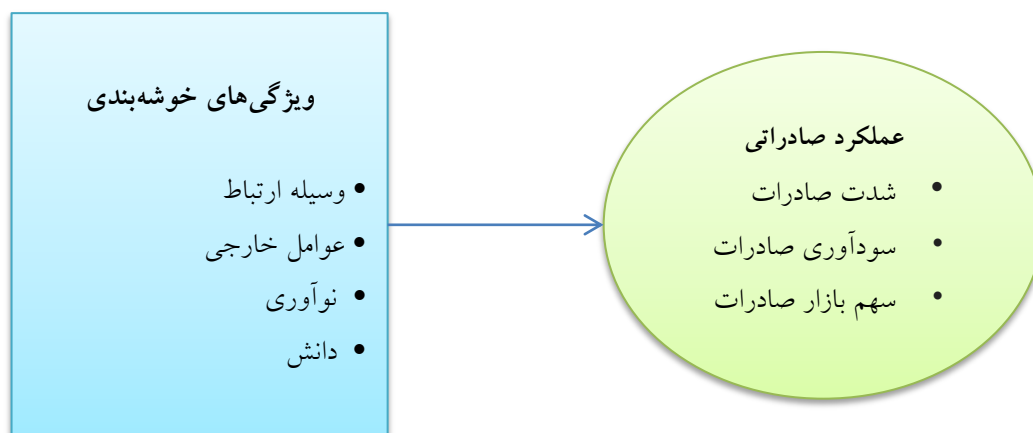 ویژگی‌های خوشه‌بندی
• وسیله ارتباط
• عوامل خارجی
• نوآوری
• دانش
عملکرد صادراتی
• شدت صادرات
• سودآوری صادرات
• سهم بازار صادرات